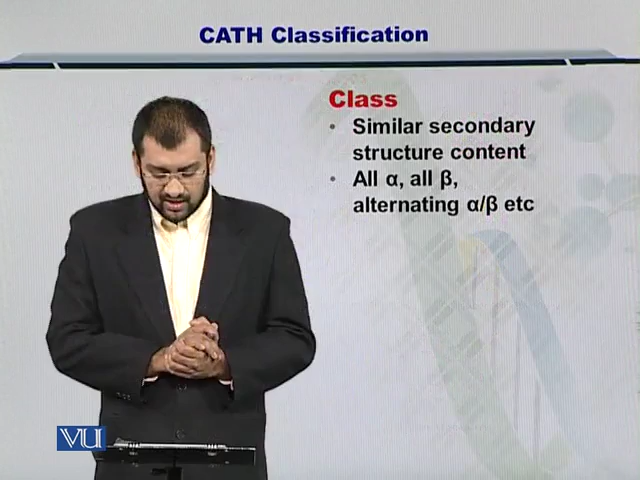 CATH Classification
Class
• Similar secondary
structure content
• All α, all β,
alternating α/β etc
VU